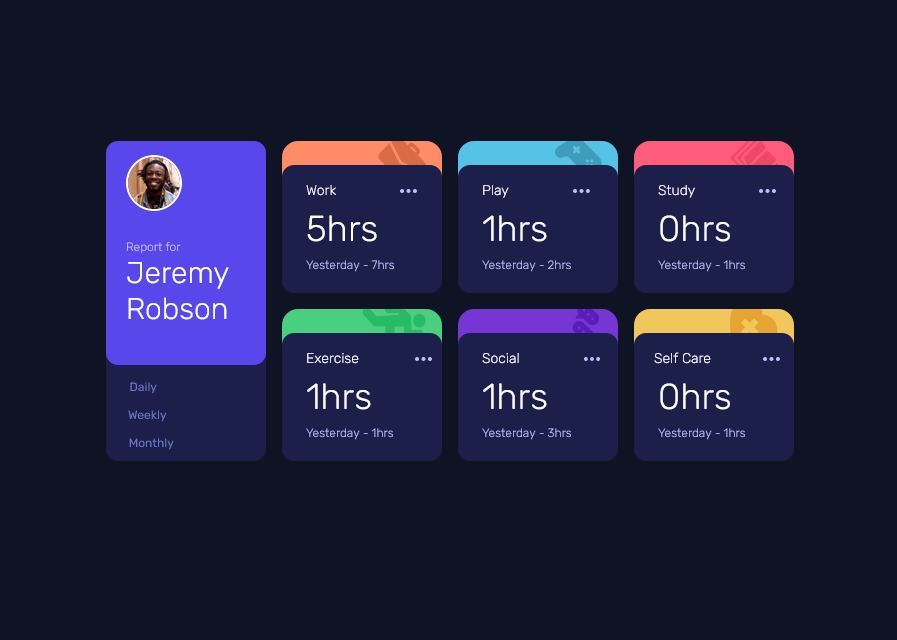 Report for
Jeremy
Robson
Daily
Weekly
Monthly
Work
5hrs
Yesterday - 7hrs
Play
1hrs
Yesterday - 2hrs
Study
0hrs
Yesterday - 1hrs
Exercise
1hrs
Yesterday - 1hrs
Social
1hrs
Yesterday - 3hrs
Self Care
0hrs
Yesterday - 1hrs